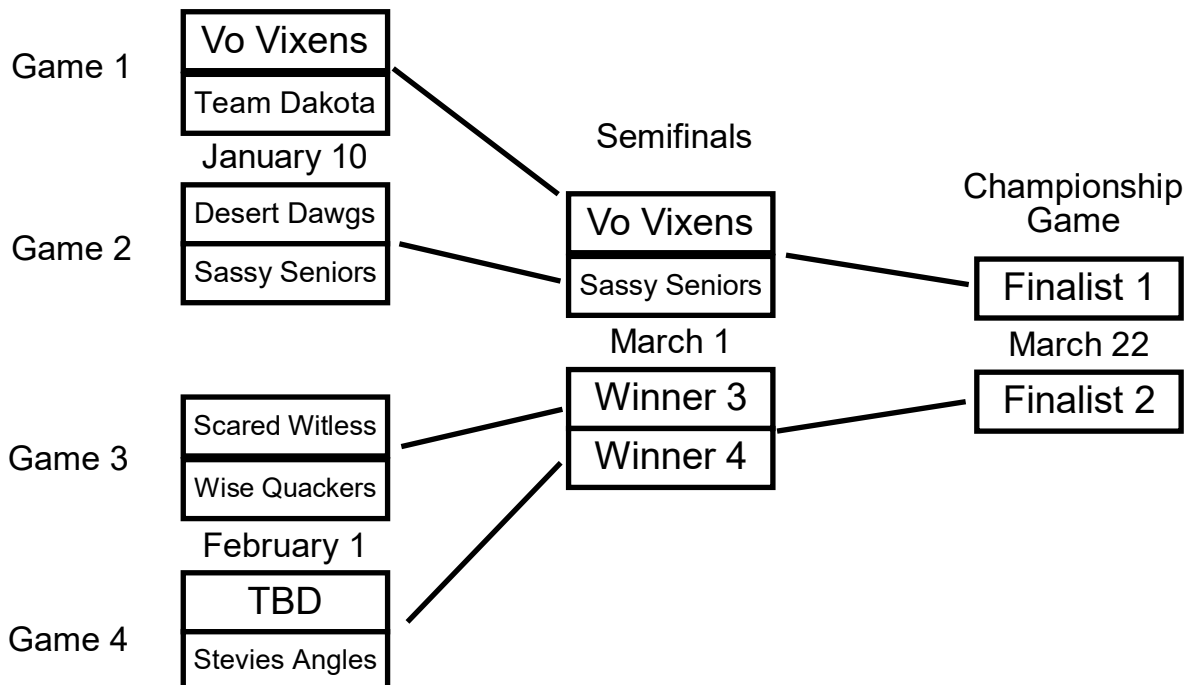 Game 1
Vo Vixens
Team Dakota
January 10
Game 2
Desert Dawgs
Sassy Seniors
Game 3
Scared Witless
Wise Quackers
February 1
Game 4
TBD
Stevies Angles
Semifinals
Vo Vixens
Sassy Seniors
March 1
Winner 3
Winner 4
Championship
Game
Finalist 1
March 22
Finalist 2